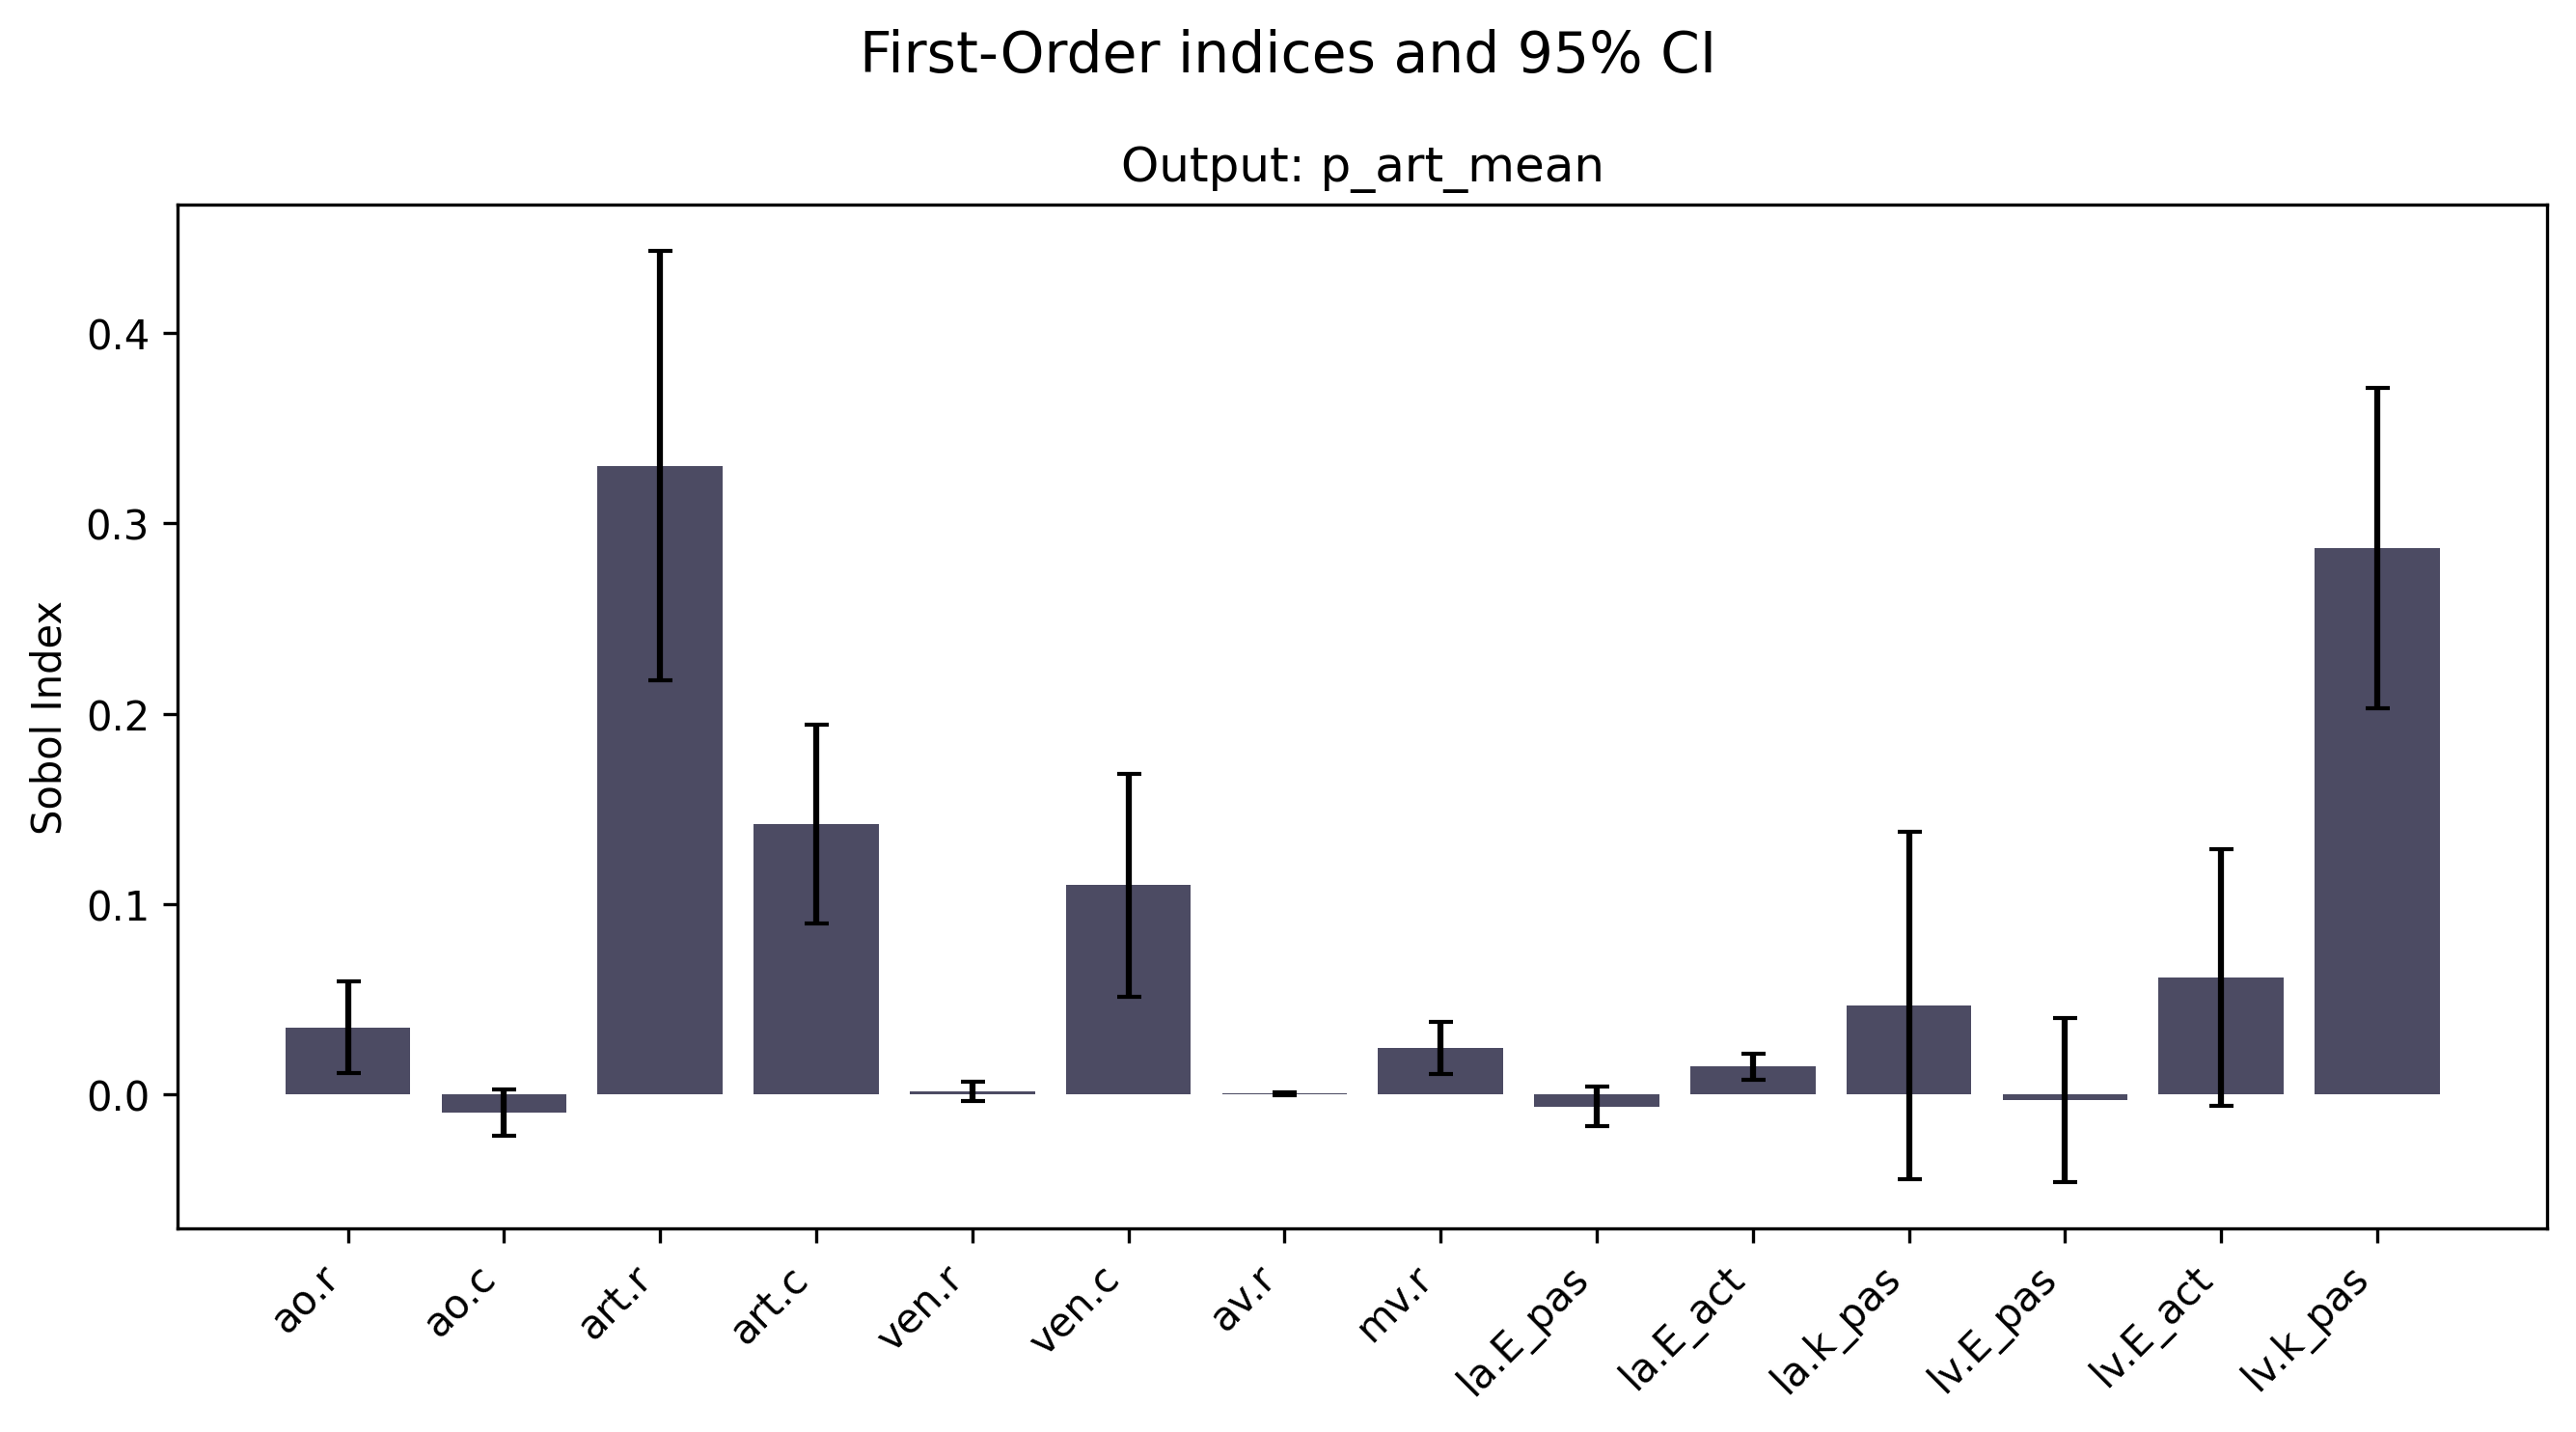 First-Order indices and 95% CI
Output: p_art_mean
Sobol Index
0.4
0.3
0.2
0.1
0.0
ao.r
ao.c
art.r
art.c
ven.r
ven.c
av.r
mv.r
la.E_pas
la.E_act
la.k_pas
lv.E_pas
lv.E_act
lv.k_pas